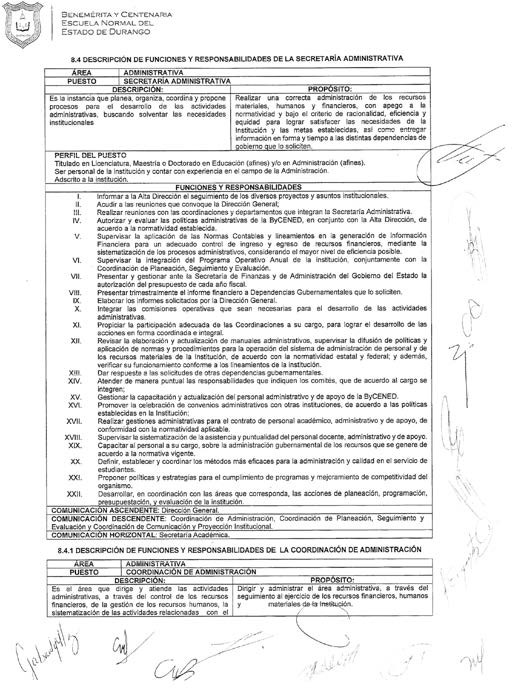 BENEMÉRITA Y CENTENARIA
ESCUELA NORMAL DEL
ESTADO DE DURANGO
8.4 DESCRIPCIÓN DE FUNCIONES Y RESPONSABILIDADES DE LA SECRETARÍA ADMINISTRATIVA
ÁREA ADMINISTRATIVA
PUESTO SECRETARÍA ADMINISTRATIVA
DESCRIPCIÓN: PROPÓSITO:
Es la instancia que planea, organiza, coordina y propone
procesos para el desarrollo de las actividades
administrativas, buscando solventar las necesidades
institucionales
Realizar una correcta administración de los recursos
materiales, humanos y financieros, con apego a la
normatividad y bajo el criterio de racionalidad, eficiencia y
equidad para lograr satisfacer las necesidades de la
Institución y las metas establecidas, así como entregar
información en forma y tiempo a las distintas dependencias de
gobierno que lo soliciten.
PERFIL DEL PUESTO
Titulado en Licenciatura, Maestría o Doctorado en Educación (afines) y/o en Administración (afines).
Ser personal de la Institución y contar con experiencia en el campo de la Administración.
Adscrito a la institución.
FUNCIONES Y RESPONSABILIDADES
I. Informar a la Alta Dirección el seguimiento de los diversos proyectos y asuntos institucionales.
II. Acudir a las reuniones que convoque la Dirección General;
III. Realizar reuniones con las coordinaciones y departamentos que integran la Secretaría Administrativa.
IV. Autorizar y evaluar las políticas administrativas de la ByCENED, en conjunto con la Alta Dirección, de
acuerdo a la normatividad establecida.
V. Supervisar la aplicación de las Normas Contables y lineamientos en la generación de Información
Financiera para un adecuado control de ingreso y egreso de recursos financieros, mediante la
sistematización de los procesos administrativos, considerando el mayor nivel de eficiencia posible.
VI. Supervisar la integración del Programa Operativo Anual de la Institución, conjuntamente con la
Coordinación de Planeación, Seguimiento y Evaluación.
VII. Presentar y gestionar ante la Secretaría de Finanzas y de Administración del Gobierno del Estado la
autorización del presupuesto de cada año fiscal.
VIII. Presentar trimestralmente el informe financiero a Dependencias Gubernamentales que lo soliciten.
IX. Elaborar los informes solicitados por la Dirección General.
X. Integrar las comisiones operativas que sean necesarias para el desarrollo de las actividades
administrativas.
XI. Propiciar la participación adecuada de las Coordinaciones a su cargo, para lograr el desarrollo de las
acciones en forma coordinada e integral.
XII. Revisar la elaboración y actualización de manuales administrativos, supervisar la difusión de políticas y
aplicación de normas y procedimientos para la operación del sistema de administración de personal y de
de los recursos materiales de la Institución, de acuerdo con la normatividad estatal y federal; y además,
verificar su funcionamiento conforme a los lineamientos de la Institución.
XIII. Dar respuesta a las solicitudes de otras dependencias gubernamentales.
XIV. Atender de manera puntual las responsabilidades que indiquen los comités, que de acuerdo al cargo se
integren;
XV. Gestionar la capacitación y actualización del personal administrativo y de apoyo de la ByCENED.
XVI. Promover la celebración de convenios administrativos con otras instituciones, de acuerdo a las políticas
establecidas en la Institución;
XVII. Realizar gestiones administrativas para el contrato de personal académico, administrativo y de apoyo, de
conformidad con la normatividad aplicable.
XVIII. Supervisar la sistematización de la asistencia y puntualidad del personal docente, administrativo y de apoyo.
XIX. Capacitar al personal a su cargo, sobre la administración gubernamental de los recursos que se genere de
acuerdo a la normativa vigente.
XX. Definir, establecer y coordinar los métodos más eficaces para la administración y calidad en el servicio de
estudiantes.
XXI. Proponer políticas y estrategias para el cumplimiento de programas y mejoramiento de competitividad del
organismo.
XXII. Desarrollar, en coordinación con las áreas que corresponda, las acciones de planeación, programación,
presupuestación, y evaluación de la institución.
COMUNICACIÓN ASCENDENTE: Dirección General.
COMUNICACIÓN DESCENDENTE: Coordinación de Administración, Coordinación de Planeación, Seguimiento y
Evaluación y Coordinación de Comunicación y Proyección Institucional.
COMUNICACIÓN HORIZONTAL: Secretaría Académica.
8.4.1 DESCRIPCIÓN DE FUNCIONES Y RESPONSABILIDADES DE LA COORDINACIÓN DE ADMINISTRACIÓN
ÁREA ADMINISTRATIVA
PUESTO COORDINACIÓN DE ADMINISTRACIÓN
DESCRIPCIÓN: PROPÓSITO:
Es el área que dirige y atiende las actividades
administrativas, a través del control de los recursos
financieros, de la gestión de los recursos humanos, la
sistematización de las actividades relacionadas con el
Dirigir y administrar el área administrativa, a través del
seguimiento al ejercicio de los recursos financieros, humanos
y materiales de la Institución.